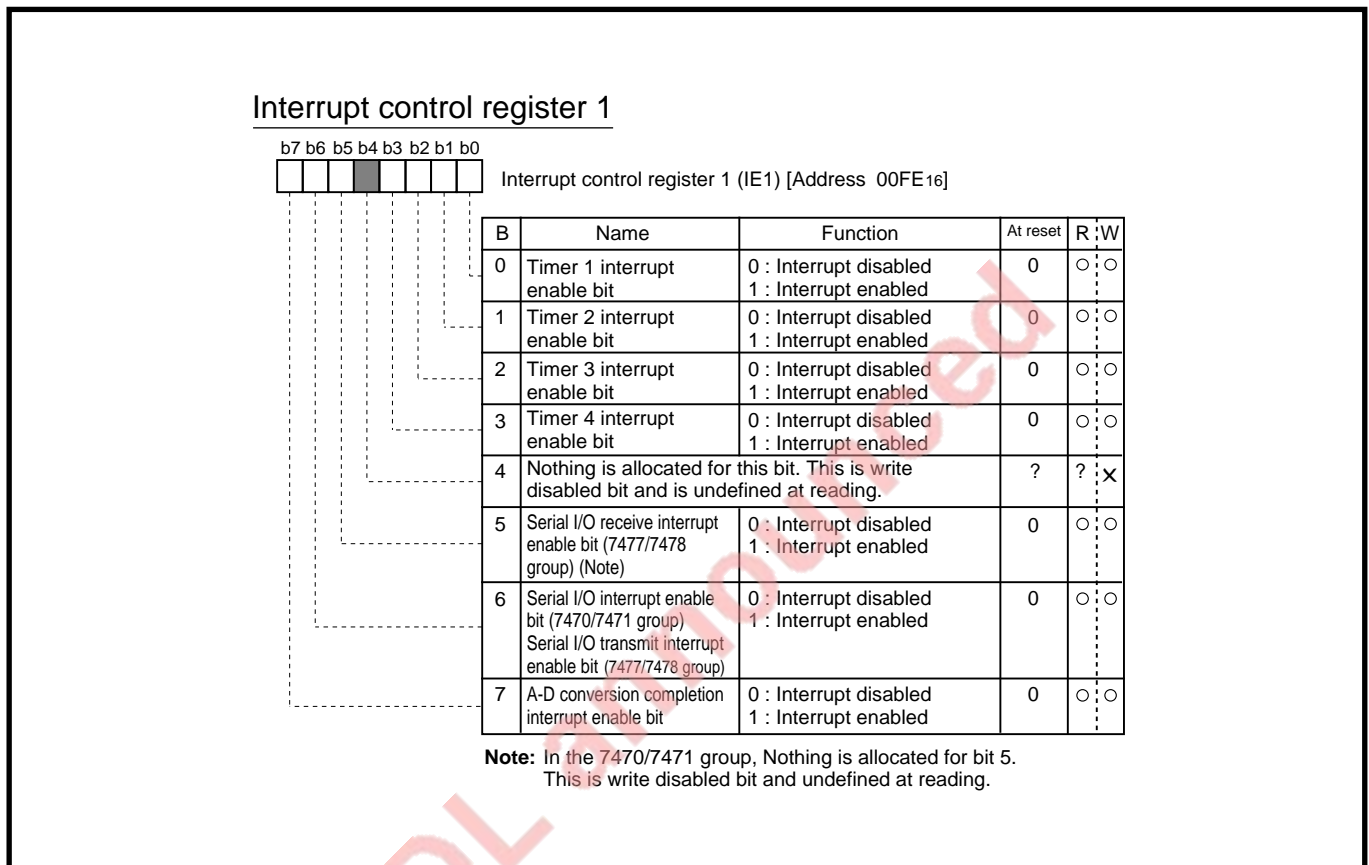 Interrupt control register 1
b7 b6 b5 b4 b3 b2 b1 b0
Interrupt control register 1 (IE1) [Address 00FE16]
B Name Function At reset R W
0 Timer 1 interrupt enable bit 0 : Interrupt disabled 0 ○ ○
1 : Interrupt enabled
1 Timer 2 interrupt enable bit 0 : Interrupt disabled 0 ○ ○
1 : Interrupt enabled
2 Timer 3 interrupt enable bit 0 : Interrupt disabled 0 ○ ○
1 : Interrupt enabled
3 Timer 4 interrupt enable bit 0 : Interrupt disabled 0 ○ ○
1 : Interrupt enabled
4 Nothing is allocated for this bit. This is write ? ? x
disabled bit and is undefined at reading.
5 Serial I/O receive interrupt 0 : Interrupt disabled 0 ○ ○
enable bit (7477/7478 1 : Interrupt enabled
group) (Note)
6 Serial I/O interrupt enable 0 : Interrupt disabled 0 ○ ○
bit (7470/7471 group) 1 : Interrupt enabled
Serial I/O transmit interrupt
enable bit (7477/7478 group)
7 A-D conversion completion 0 : Interrupt disabled 0 ○ ○
interrupt enable bit 1 : Interrupt enabled
Note: In the 7470/7471 group, Nothing is allocated for bit 5.
This is write disabled bit and undefined at reading.
announced